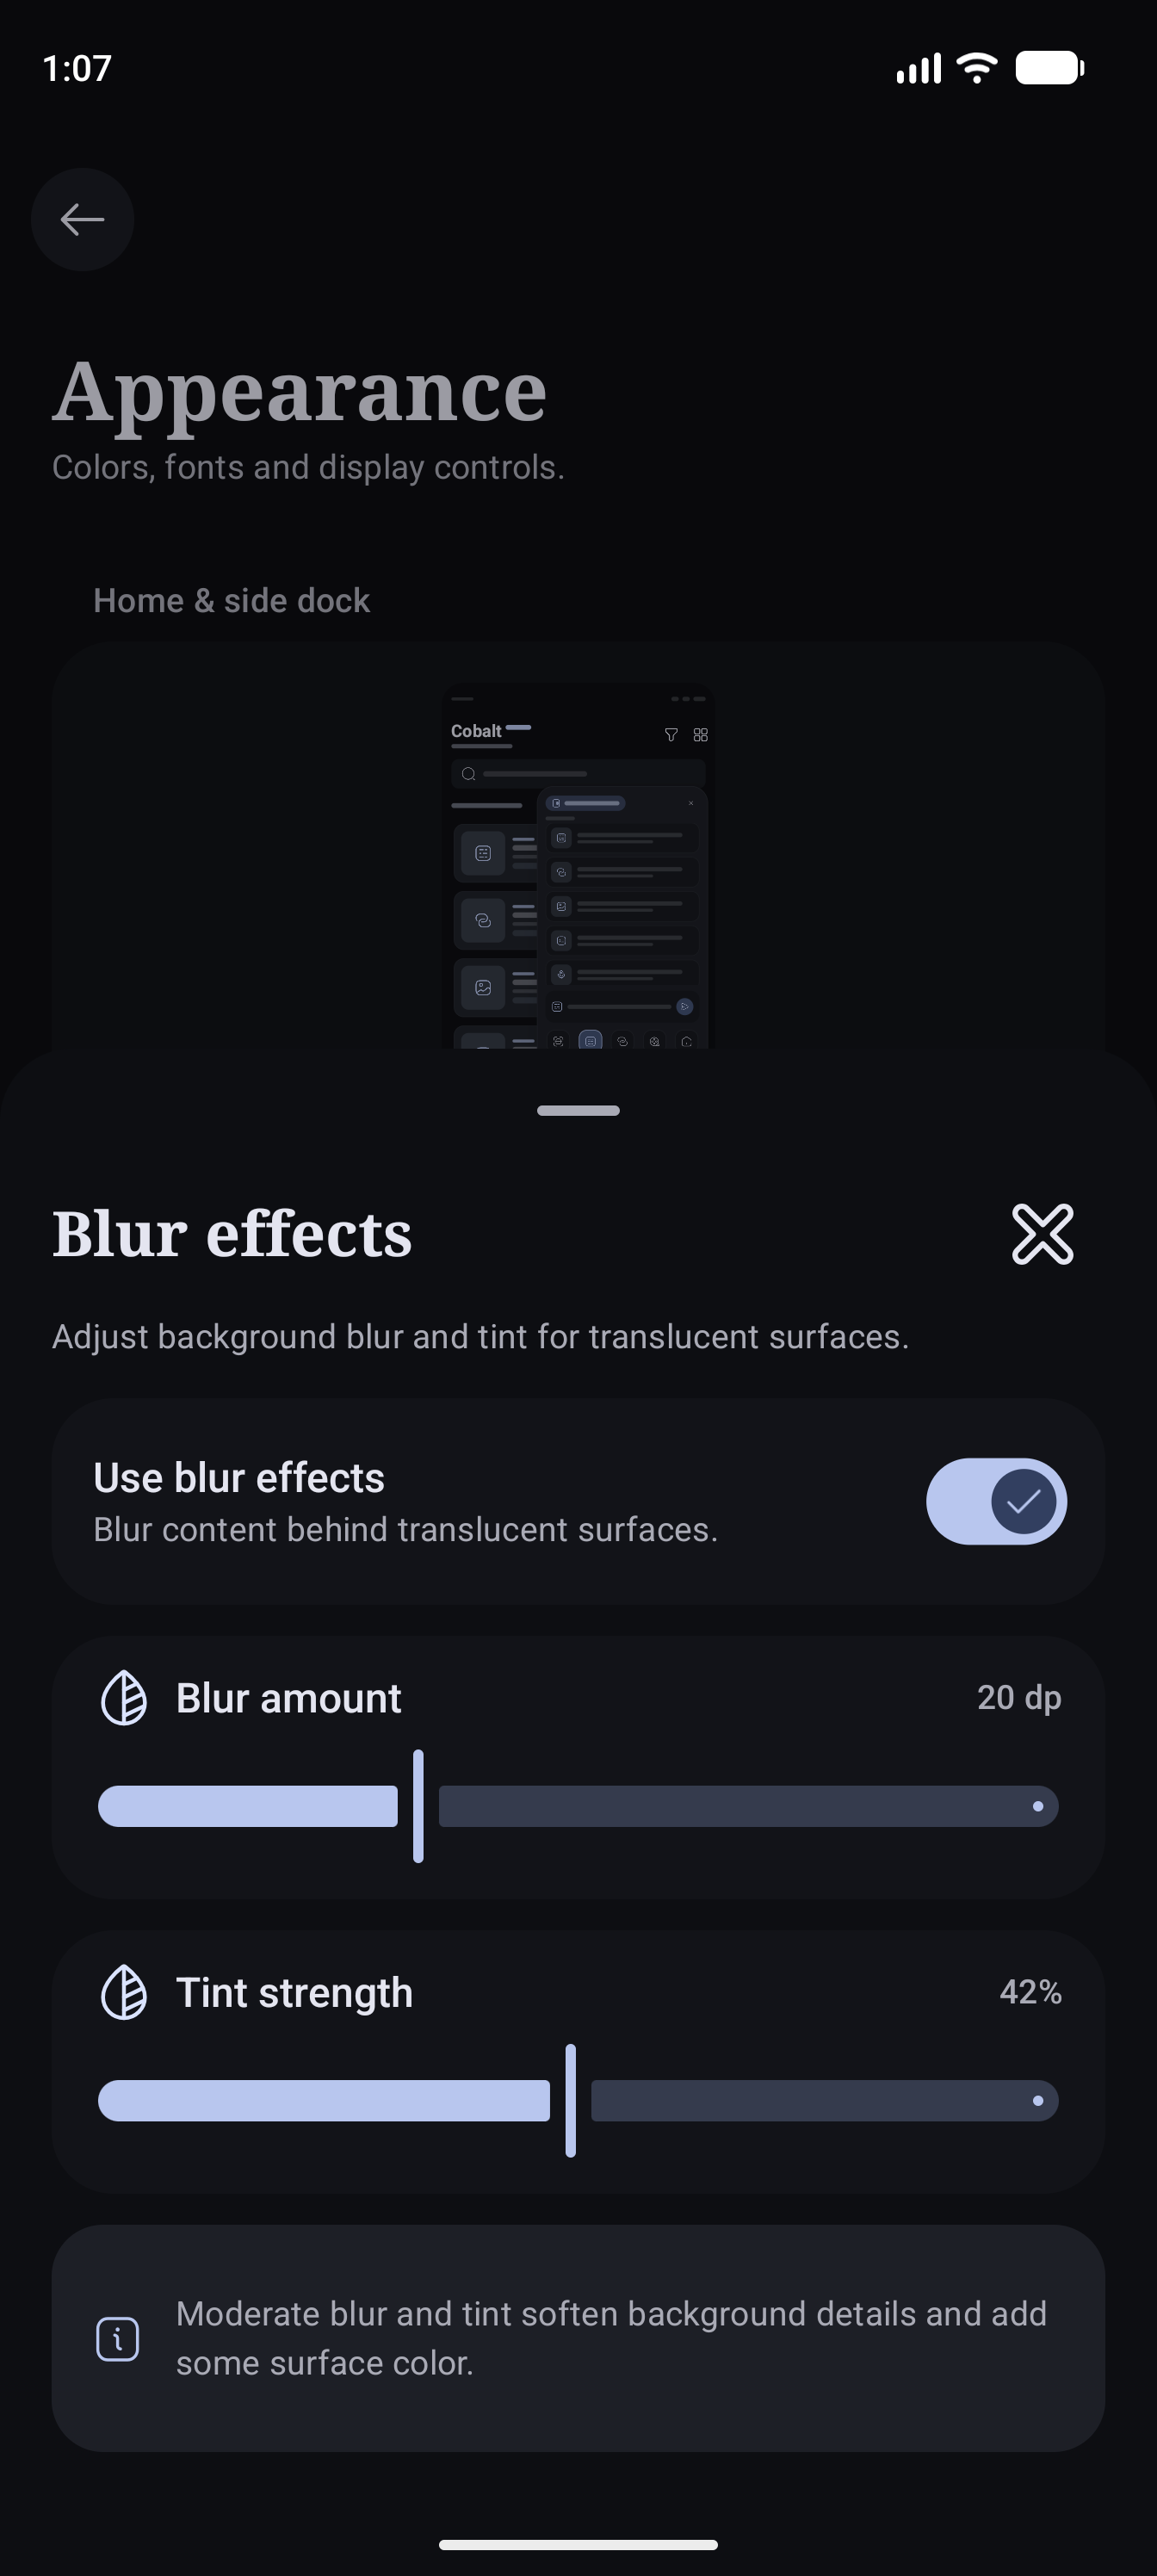 1:07
Appearance
Colors, fonts and display controls.
Home & side dock
Cobalt
Blur effects
Adjust background blur and tint for translucent surfaces.
Use blur effects
Blur content behind translucent surfaces.
Blur amount
20 dp
Tint strength
42%
Moderate blur and tint soften background details and add
some surface color.